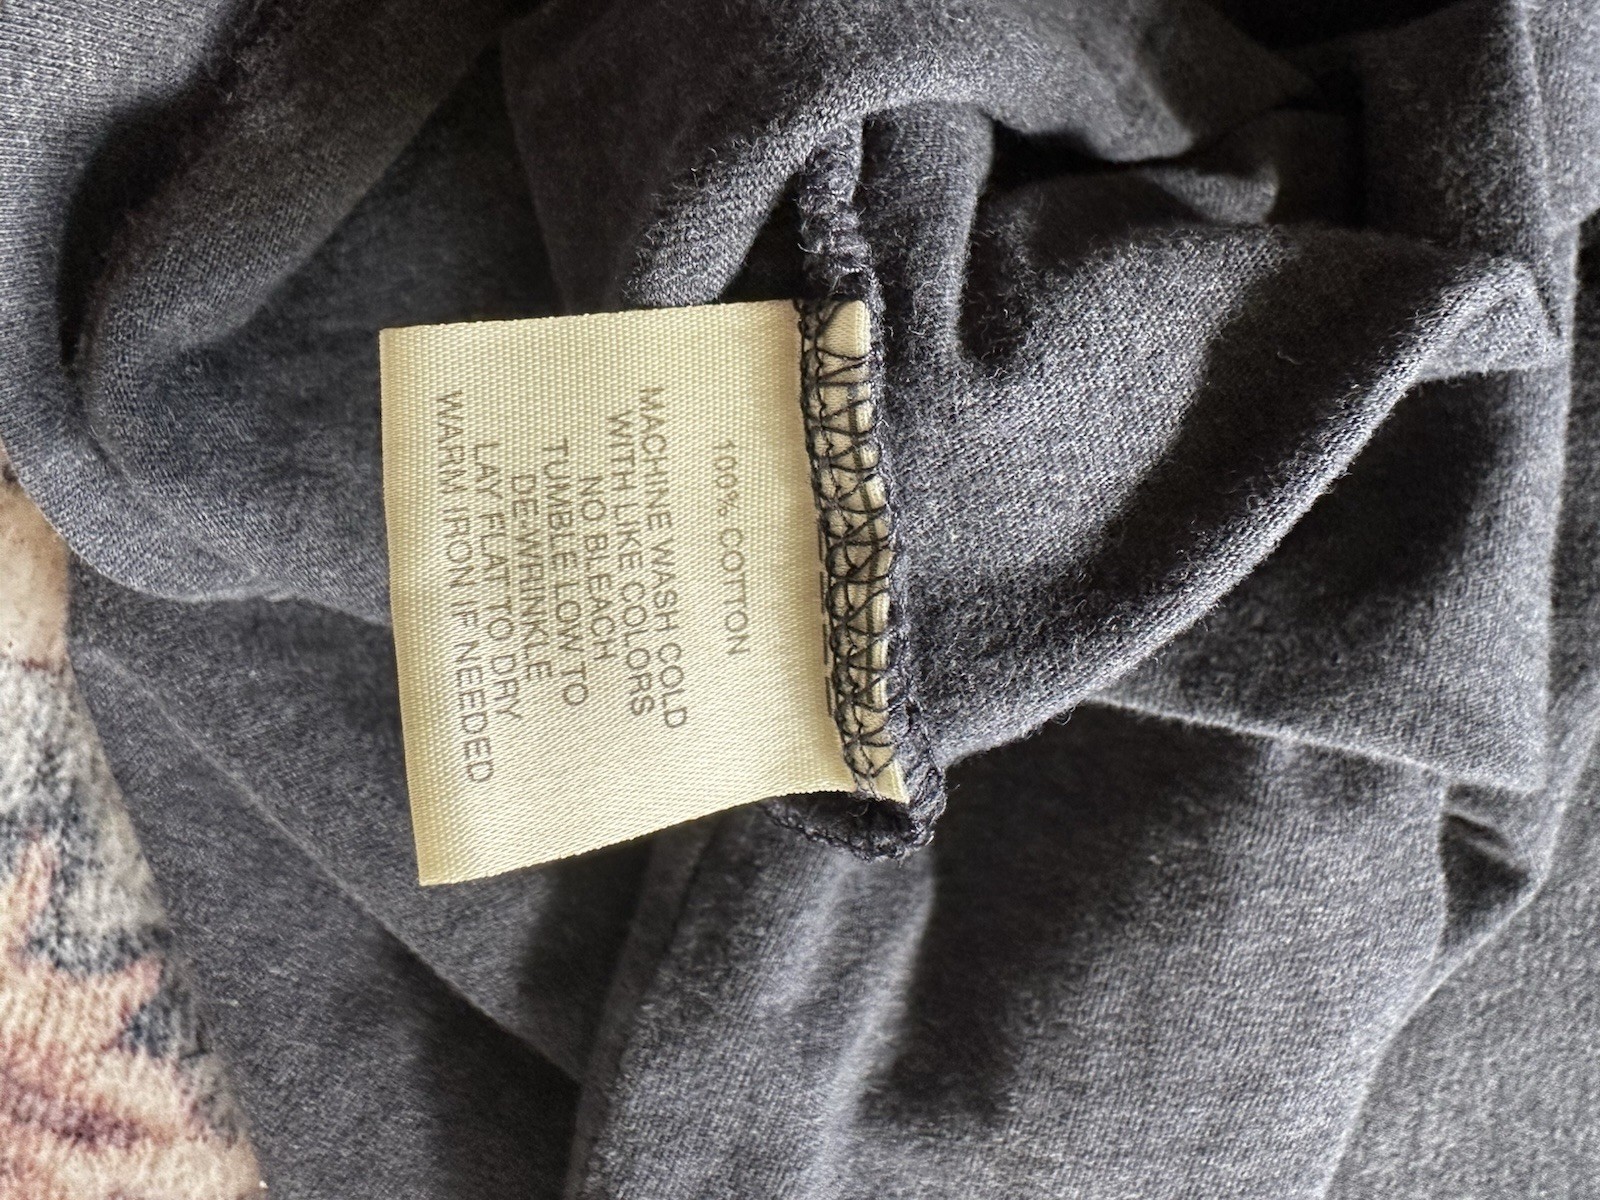 100% COTTON
MACHINE WASH COLD
WITH LIKE COLORS
NO BLEACH
TUMBLE LOW TO
DE-WRINKLE
LAY FLAT TO DRY
WARM IRON IF NEEDED